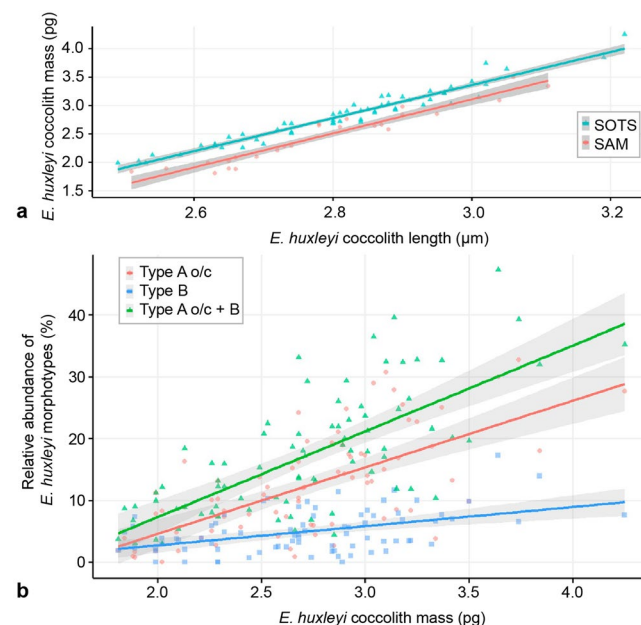 E. huxleyi coccolith mass (pg)
4.0
3.5
3.0
2.5
2.0
1.5
SOTS
SAM
2.6
2.8
3.0
3.2
a
E. huxleyi coccolith length (µm)
Type A o/c
Type B
Type A o/c + B
Relative abundance of
E. huxleyi morphotypes (%)
40
30
20
10
0
2.0
2.5
3.0
3.5
4.0
b
E. huxleyi coccolith mass (pg)